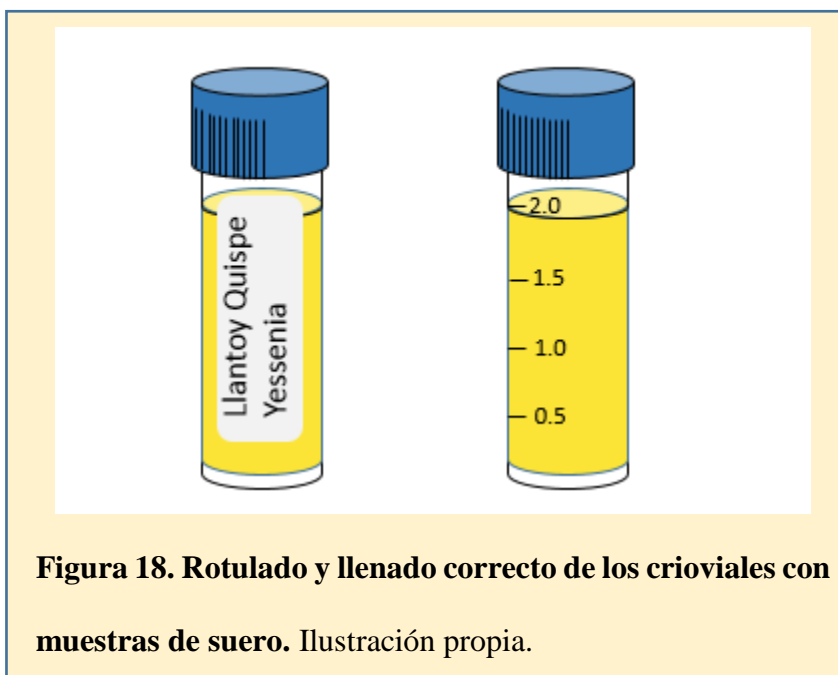 Llantoy Quispe
Yessenia
2.0
1.5
1.0
0.5
Figura 18. Rotulado y llenado correcto de los crioviales con
muestras de suero. Ilustración propia.